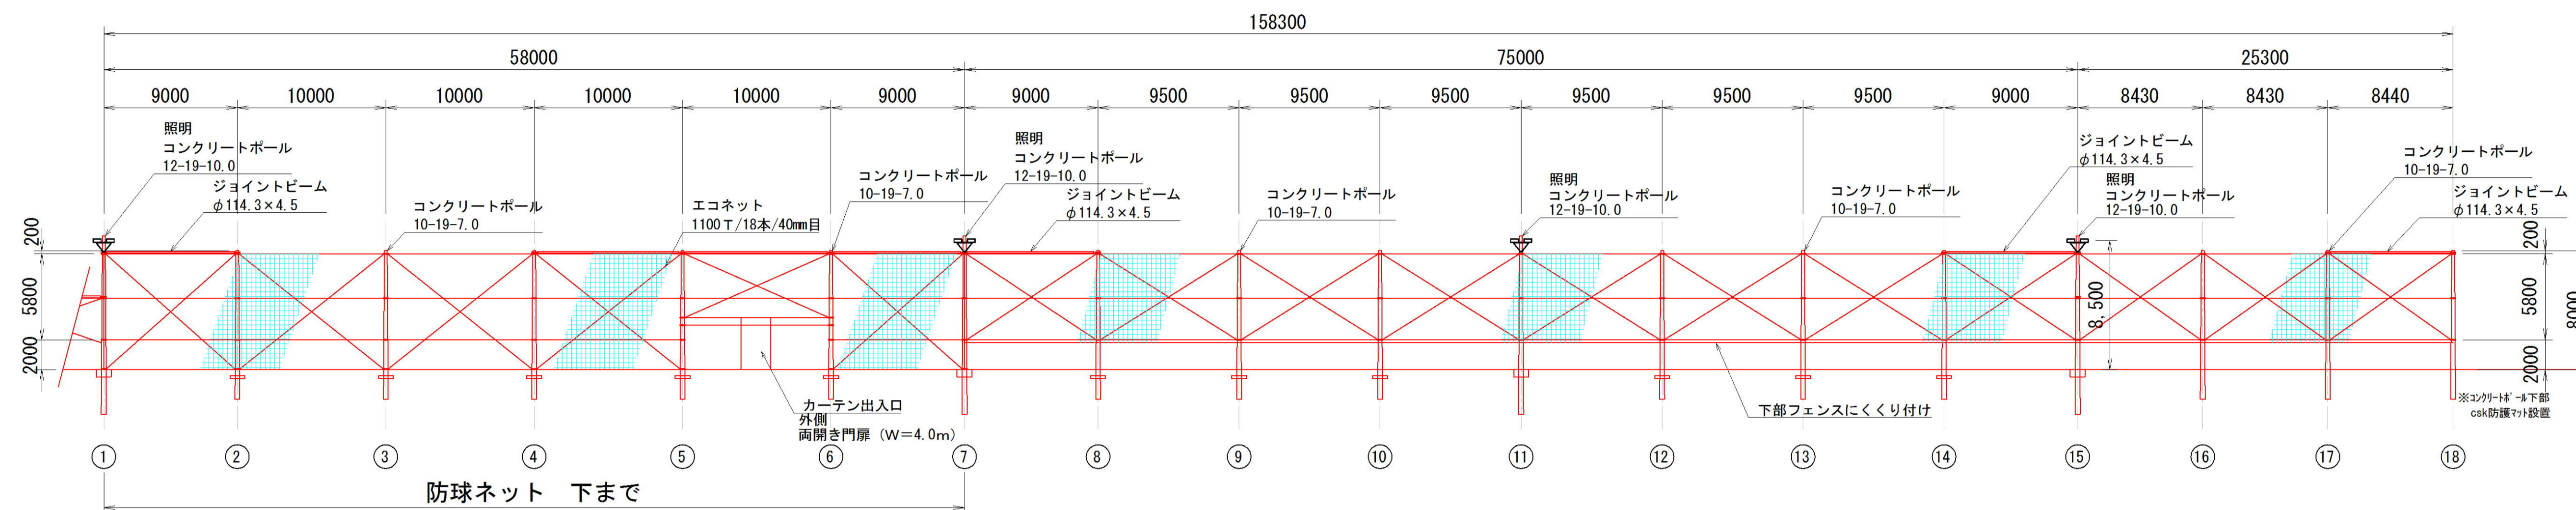 158300
58000
75000
25300
9000
10000
10000
10000
10000
9000
9000
9500
9500
9500
9500
9500
9500
9000
8430
8430
8440
照明
コンクリートポール
12-19-10.0
ジョイントビーム
φ114.3×4.5
コンクリートポール
10-19-7.0
エコネット
1100T/18本/40mm目
コンクリートポール
10-19-7.0
照明
コンクリートポール
12-19-10.0
ジョイントビーム
φ114.3×4.5
コンクリートポール
10-19-7.0
照明
コンクリートポール
12-19-10.0
コンクリートポール
10-19-7.0
ジョイントビーム
φ114.3×4.5
照明
コンクリートポール
12-19-10.0
コンクリートポール
10-19-7.0
ジョイントビーム
φ114.3×4.5
200
5800
2000
8,500
200
5800
2000
8000
カーテン出入口
外側
両開き門扉（W＝4.0m）
下部フェンスにくくり付け
※コンクリートポール下部
csk防護マット設置
1
2
3
4
5
6
7
8
9
10
11
12
13
14
15
16
17
18
防球ネット 下まで